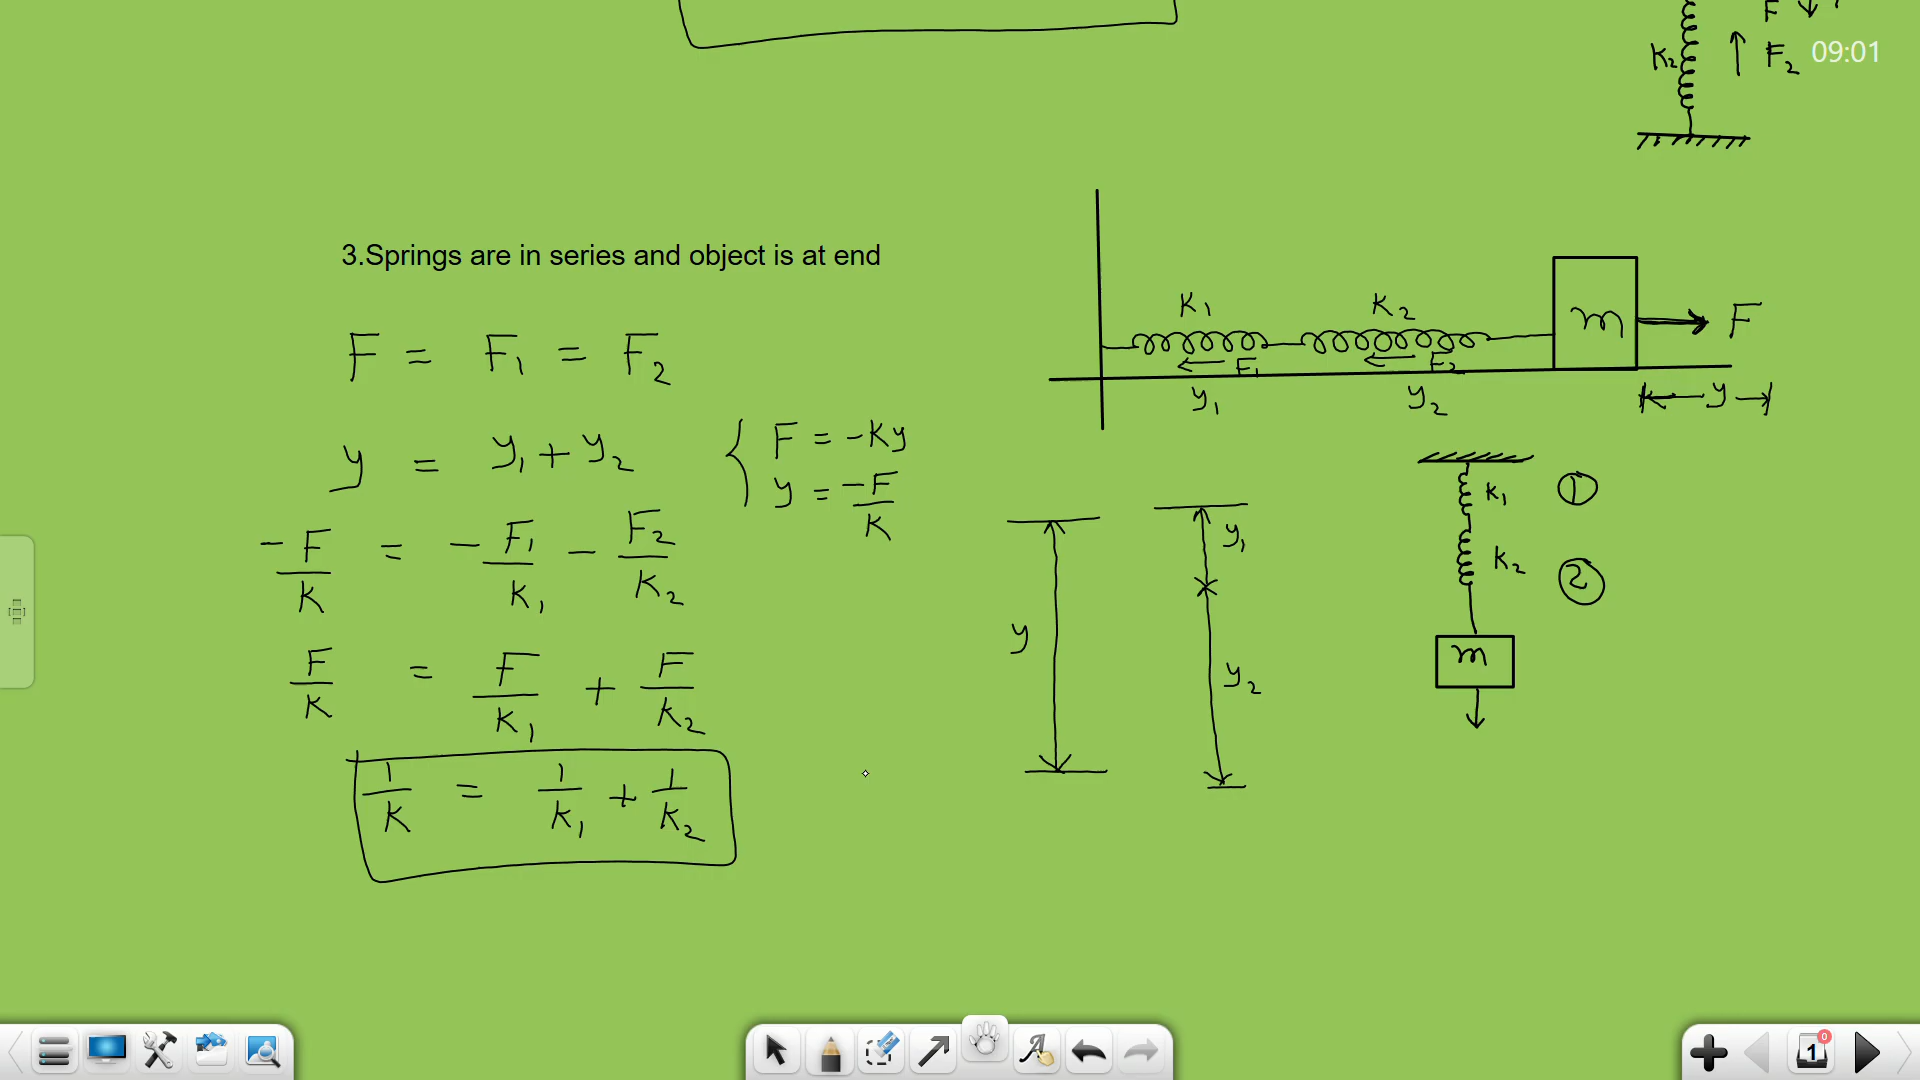 F
K₂ F₂ 09:01
3.Springs are in series and object is at end
F = F₁ = F₂
y = y₁ + y₂
F = -Ky
y = -F/K
-F/K = -F₁/K₁ - F₂/K₂
F/K = F/K₁ + F/K₂
1/K = 1/K₁ + 1/K₂
K₁ K₂ m F
F₁ F₂
y₁ y₂ y
y
y₁
y₂
K₁ ①
K₂ ②
m
1 0